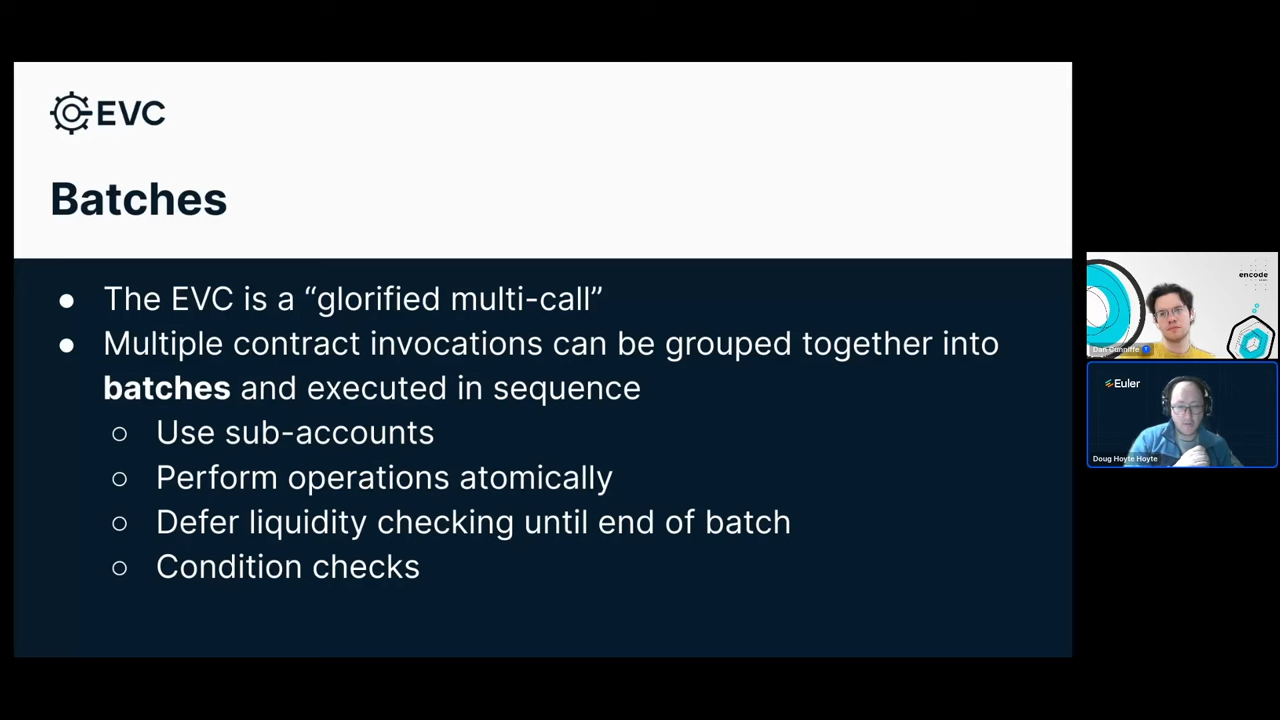 EVC
Batches
● The EVC is a “glorified multi-call”
● Multiple contract invocations can be grouped together into
batches and executed in sequence
○ Use sub-accounts
○ Perform operations atomically
○ Defer liquidity checking until end of batch
○ Condition checks
encode
Dan Cunniffe
Euler
Doug Hoyte Hoyte